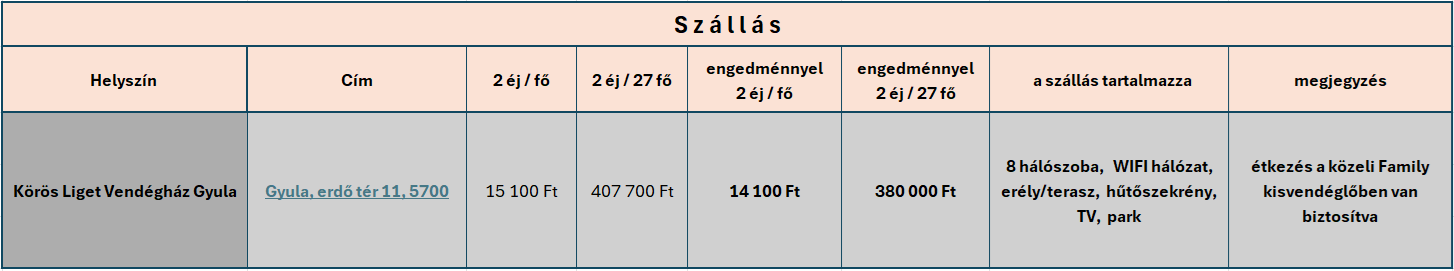 Szállás
Helyszín
Cím
2 éj / fő
2 éj / 27 fő
engedménnyel
2 éj / fő
engedménnyel
2 éj / 27 fő
a szállás tartalmazza
megjegyzés
Körös Liget Vendégház Gyula
Gyula, erdő tér 11, 5700
15 100 Ft
407 700 Ft
14 100 Ft
380 000 Ft
8 hálószoba, WIFI hálózat,
erély/terasz, hűtőszekrény,
TV, park
étkezés a közeli Family
kisvendéglőben van
biztosítva